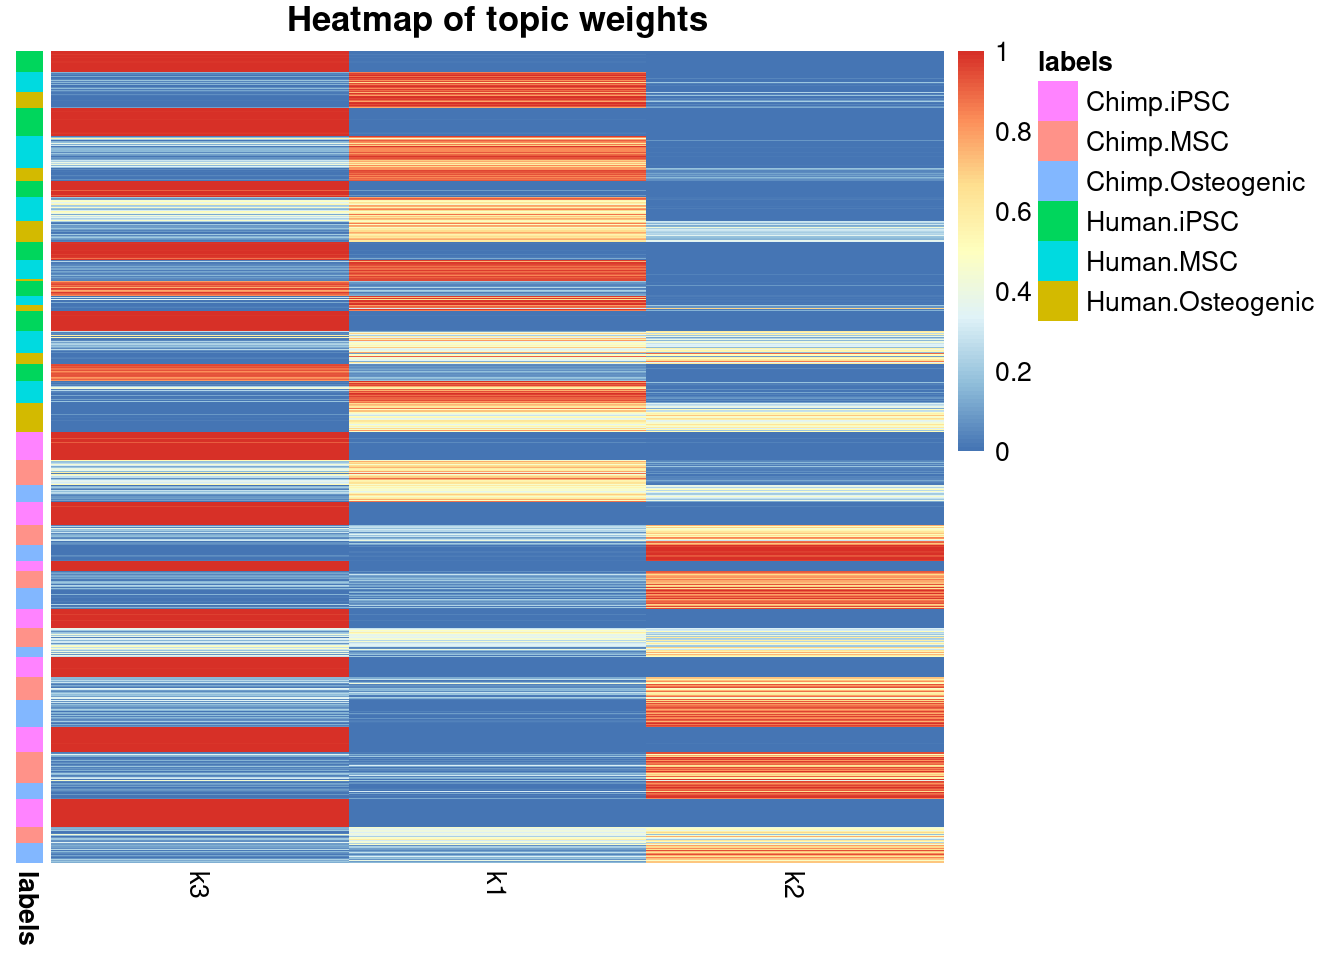 Heatmap of topic weights
1
0.8
0.6
0.4
0.2
0
labels
Chimp.iPSC
Chimp.MSC
Chimp.Osteogenic
Human.iPSC
Human.MSC
Human.Osteogenic
labels
k3
k1
k2